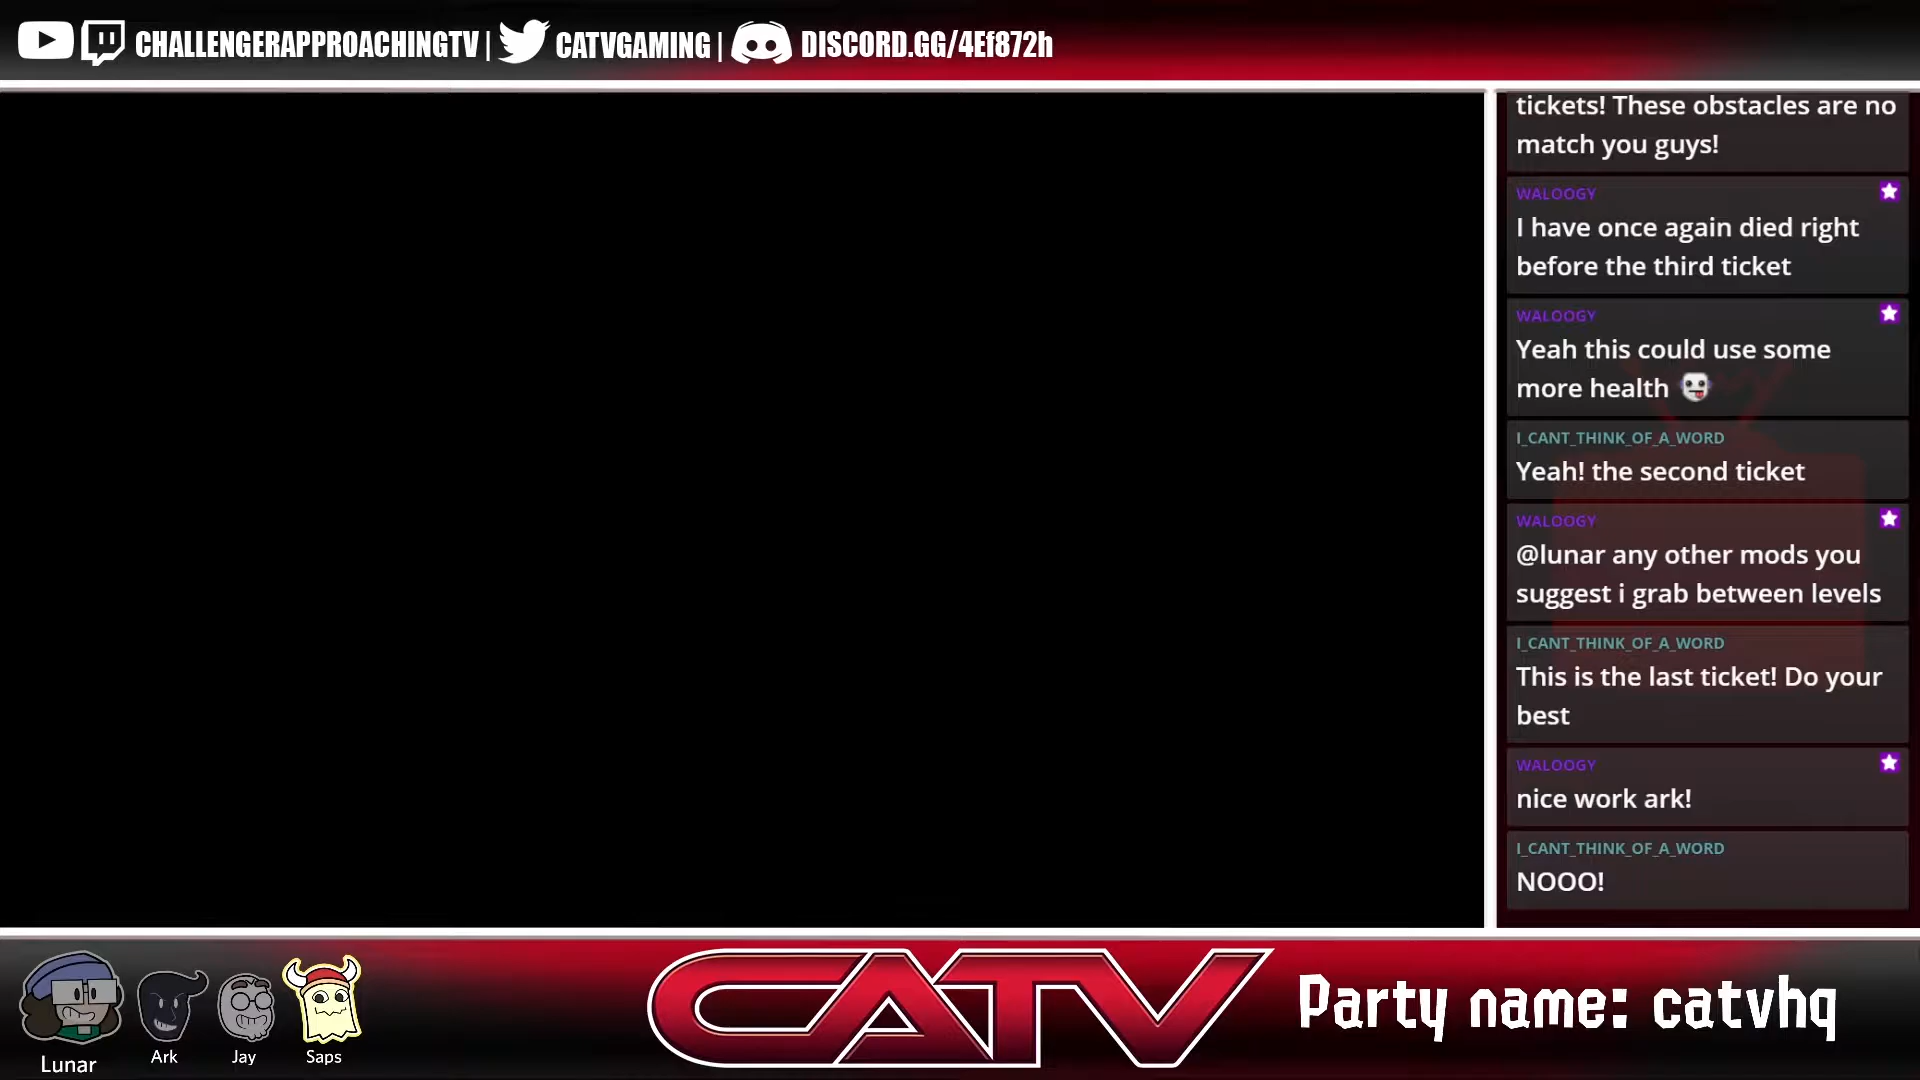 CHALLENGERAPPROACHINGTV | CATVGAMING | DISCORD.GG/4Ef872h
tickets! These obstacles are no
match you guys!
WALOOGY
I have once again died right
before the third ticket
WALOOGY
Yeah this could use some
more health
I_CANT_THINK_OF_A_WORD
Yeah! the second ticket
WALOOGY
@lunar any other mods you
suggest i grab between levels
I_CANT_THINK_OF_A_WORD
This is the last ticket! Do your
best
WALOOGY
nice work ark!
I_CANT_THINK_OF_A_WORD
NOOO!
Lunar
Ark
Jay
Saps
CATV
Party name: catvhq